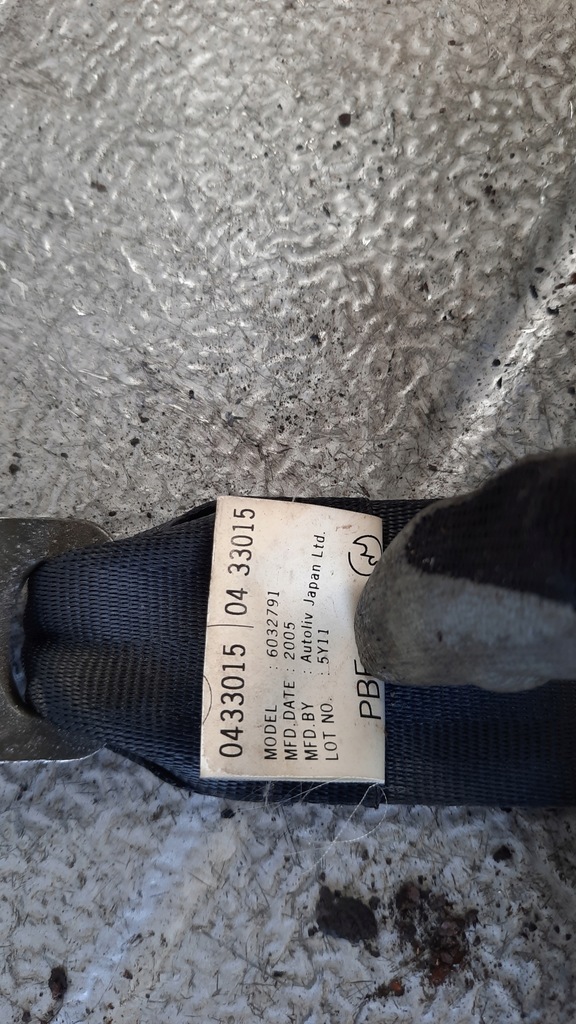 0433015 | 04 33015
MODEL : 6032791
MFD.DATE : 2005
MFD.BY : Autoliv Japan Ltd.
LOT NO. : 5Y11